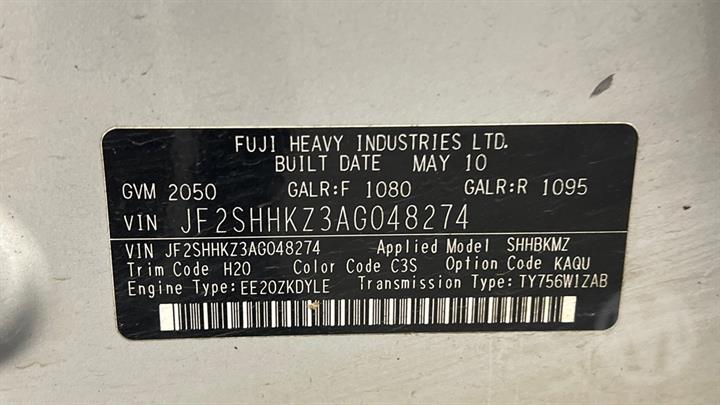 FUJI HEAVY INDUSTRIES LTD.
BUILT DATE MAY 10
GVM 2050 GALR:F 1080 GALR:R 1095
VIN JF2SHHKZ3AG048274
VIN JF2SHHKZ3AG048274 Applied Model SHHBKMZ
Trim Code H20 Color Code C3S Option Code KAQU
Engine Type:EE20ZKDYLE Transmission Type:TY756W1ZAB